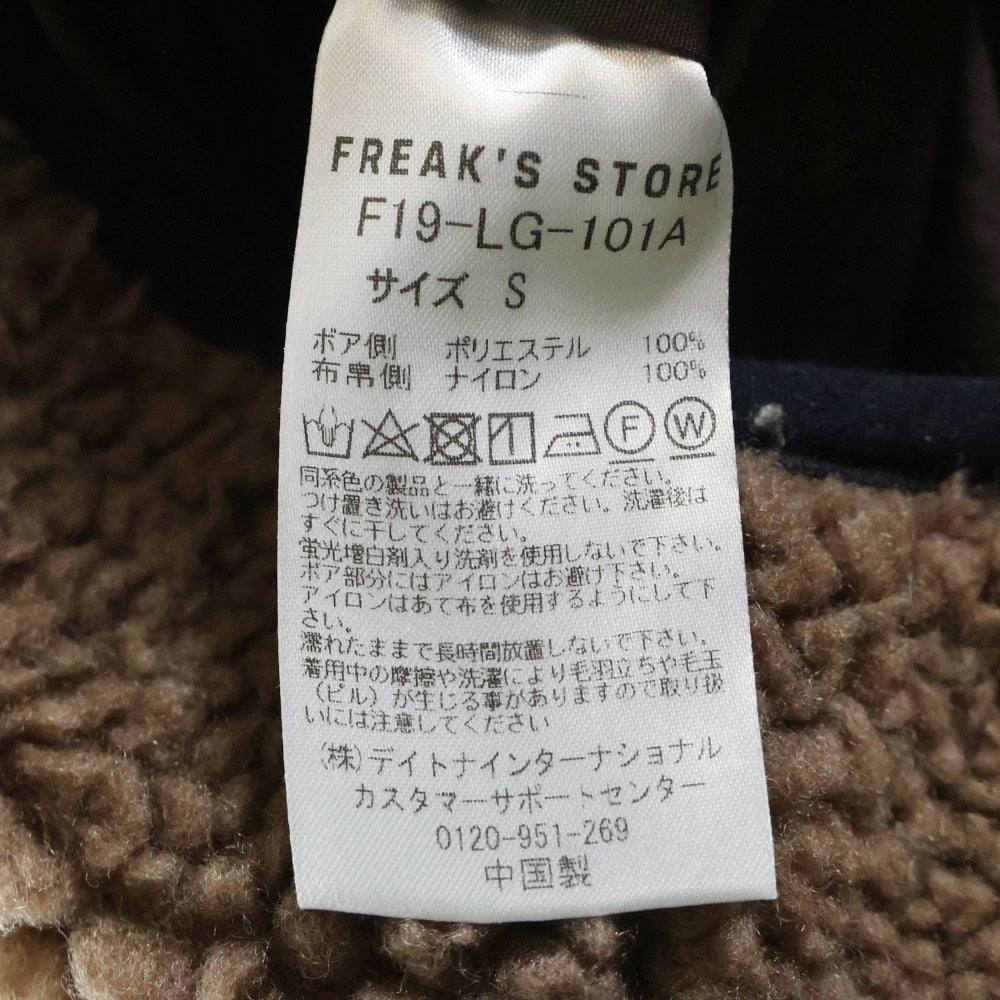 FREAK'S STORE
F19-LG-101A
サイズ S
ボア側 ポリエステル 100%
布帛側 ナイロン 100%
F W
同系色の製品と一緒に洗ってください。
つけ置き洗いはお避けください。洗濯後は
すぐに干してください。
蛍光増白剤入り洗剤を使用しないで下さい。
ボア部分にはアイロンはお避け下さい。
アイロンはあて布を使用するようにして下
さい。
濡れたままで長時間放置しないで下さい。
着用中の摩擦や洗濯により毛羽立ちや毛玉
(ピル)が生じる事がありますので取り扱
いには注意してください
(株)デイトナインターナショナル
カスタマーサポートセンター
0120-951-269
中国製